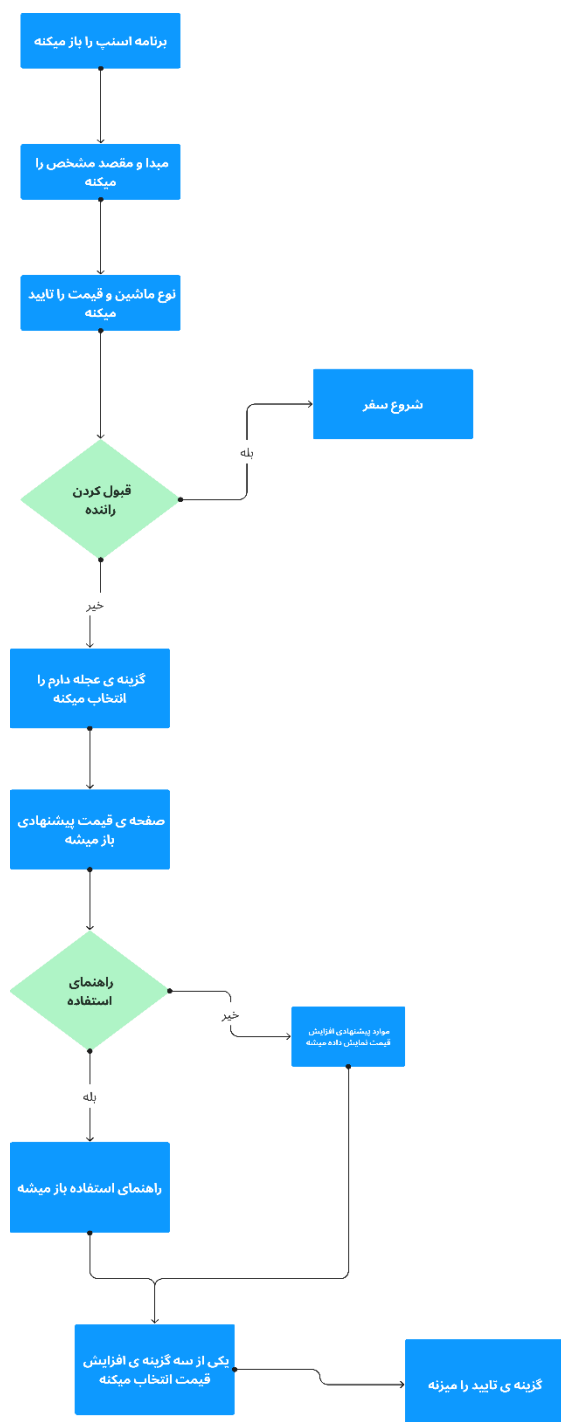 برنامه اسنپ را باز میکنه
مبدا و مقصد مشخص را
میکنه
نوع ماشین و قیمت را تایید
میکنه
شروع سفر
بله
قبول کردن
راننده
خیر
گزینه ی عجله دارم را
انتخاب میکنه
صفحه ی قیمت پیشنهادی
باز میشه
راهنمای
استفاده
خیر
موارد پیشنهادی افزایش
قیمت نمایش داده میشه
بله
راهنمای استفاده باز میشه
یکی از سه گزینه ی افزایش
قیمت انتخاب میکنه
گزینه ی تایید را میزنه